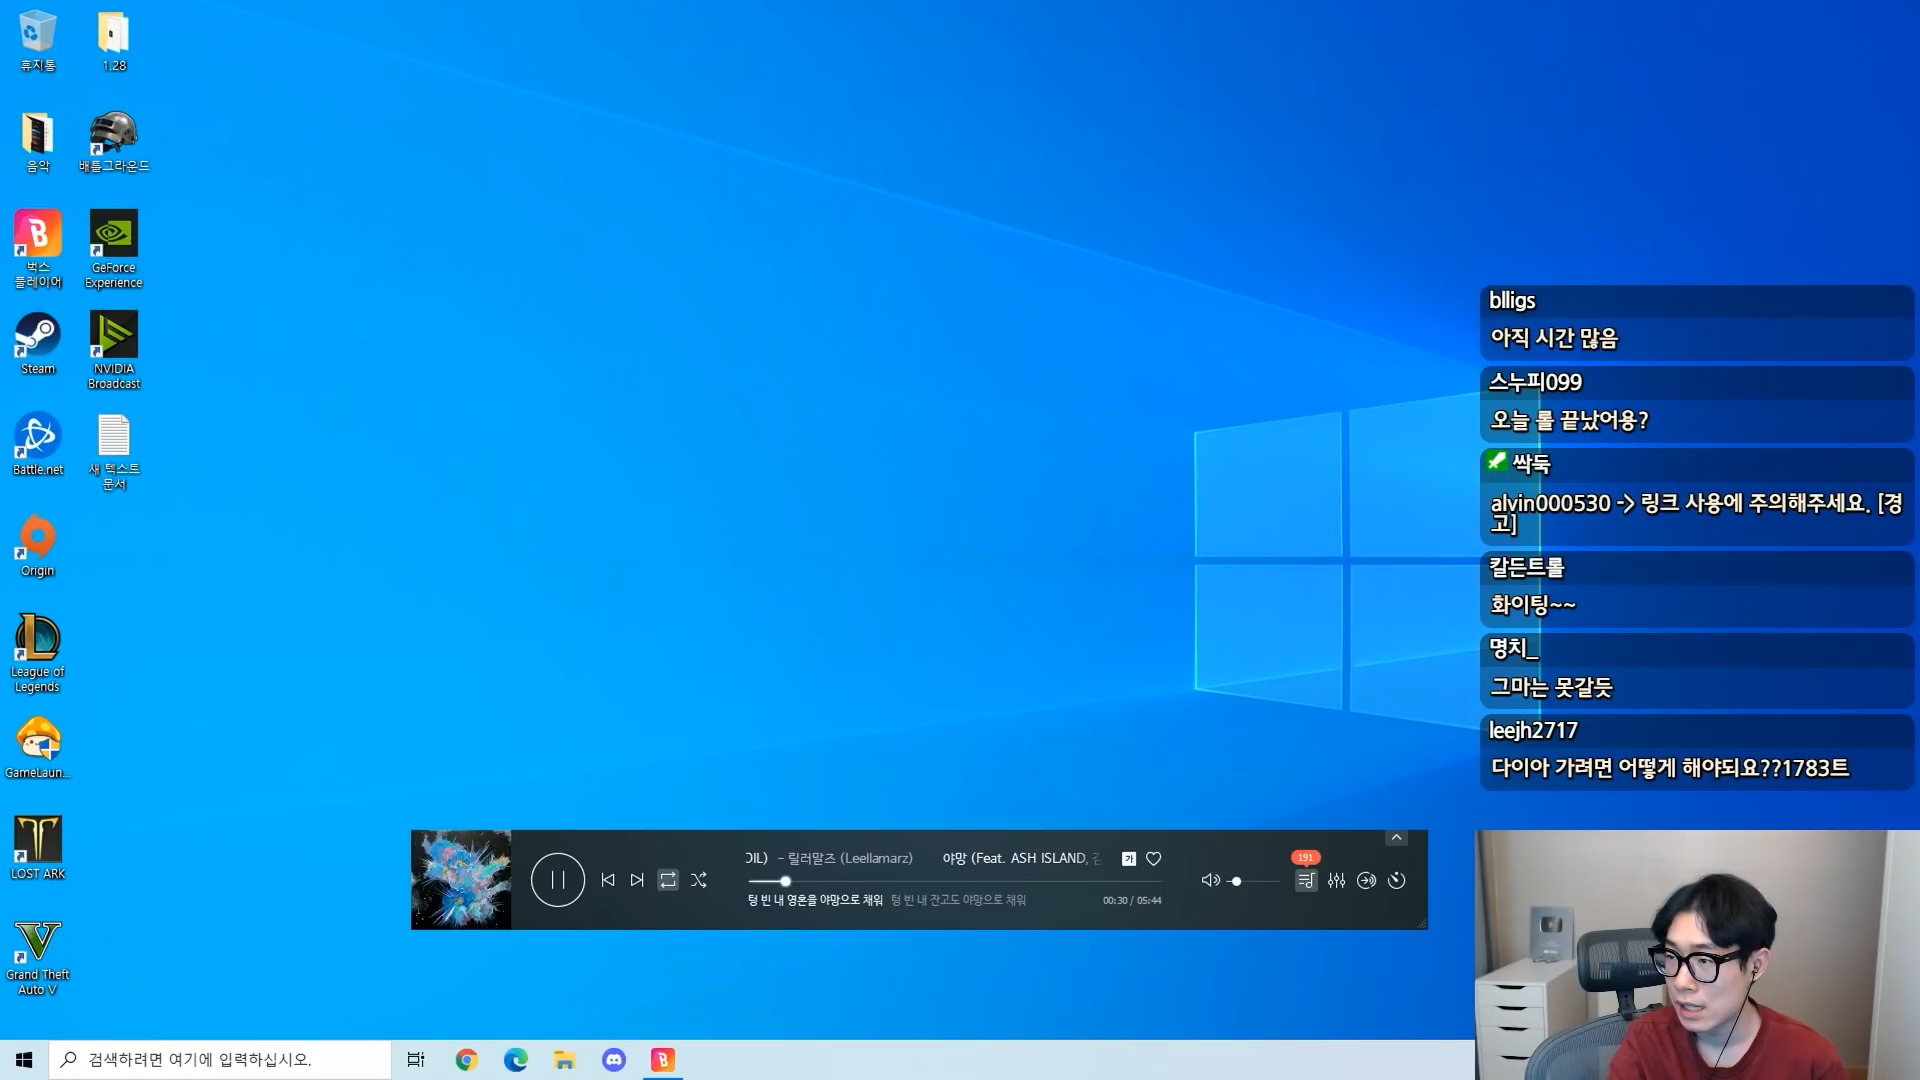 휴지통
1.28
음악
배틀그라운드
벅스
플레이어
GeForce
Experience
Steam
NVIDIA
Broadcast
Battle.net
새 텍스트
문서
Origin
League of
Legends
GameLaun...
LOST ARK
Grand Theft
Auto V
blligs
아직 시간 많음
스누피099
오늘 롤 끝났어용?
싹둑
alvin000530 -> 링크 사용에 주의해주세요. [경
고]
칼든트롤
화이팅~~
명치_
그마는 못갈듯
leejh2717
다이아 가려면 어떻게 해야되요??1783트
OIL) - 릴러말즈 (Leellamarz) 야망 (Feat. ASH ISLAND, 김
가
191
텅 빈 내 영혼을 야망으로 채워 텅 빈 내 잔고도 야망으로 채워
00:30 / 05:44
검색하려면 여기에 입력하십시오.